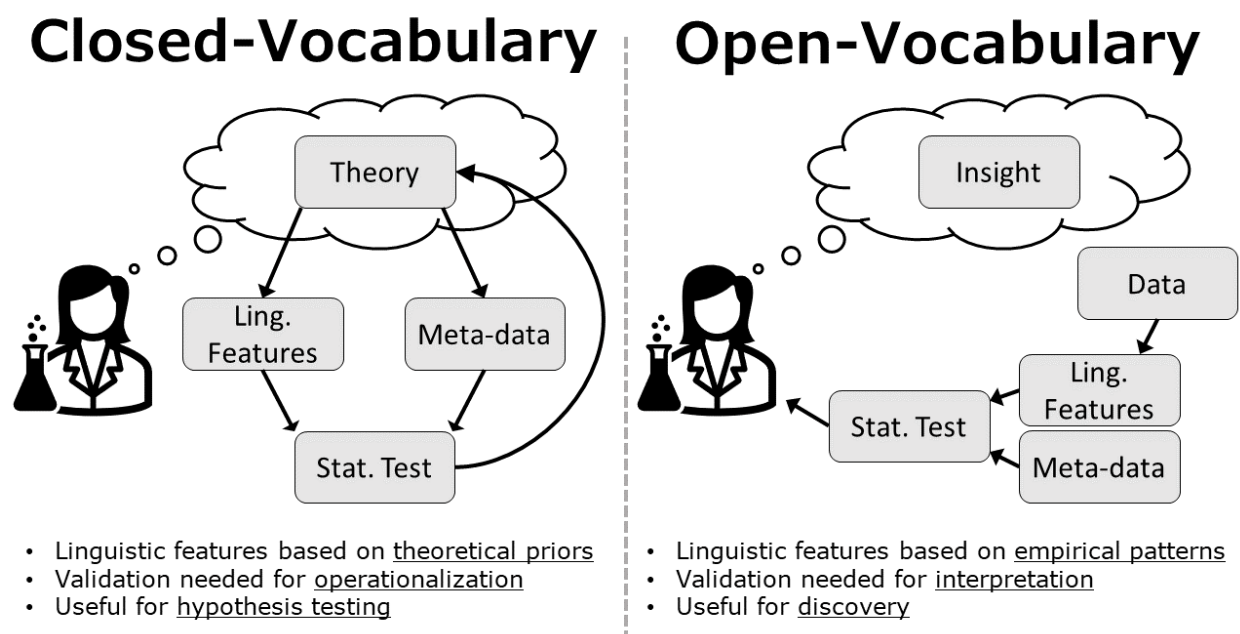 Closed-Vocabulary
Theory
Ling.
Features
Meta-data
Stat. Test
• Linguistic features based on theoretical priors
• Validation needed for operationalization
• Useful for hypothesis testing
Open-Vocabulary
Insight
Data
Ling.
Features
Stat. Test
Meta-data
• Linguistic features based on empirical patterns
• Validation needed for interpretation
• Useful for discovery